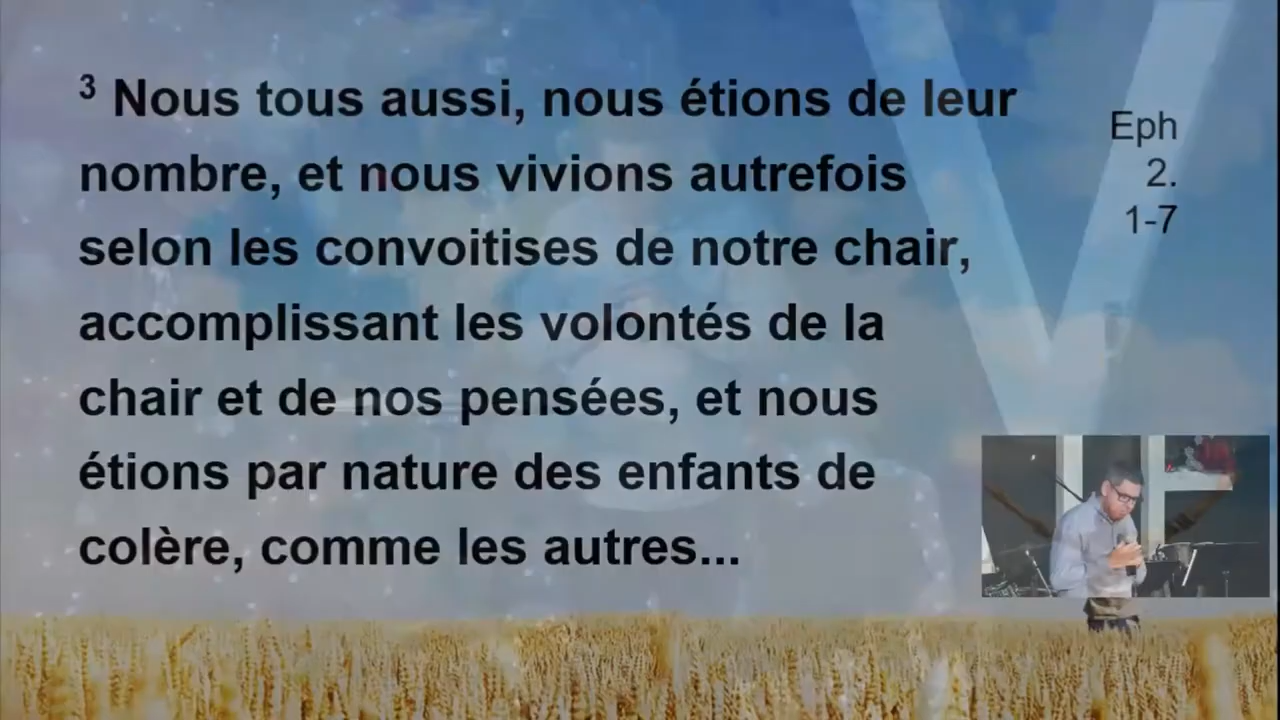 ³ Nous tous aussi, nous étions de leur
nombre, et nous vivions autrefois
selon les convoitises de notre chair,
accomplissant les volontés de la
chair et de nos pensées, et nous
étions par nature des enfants de
colère, comme les autres...
Eph
2.
1-7